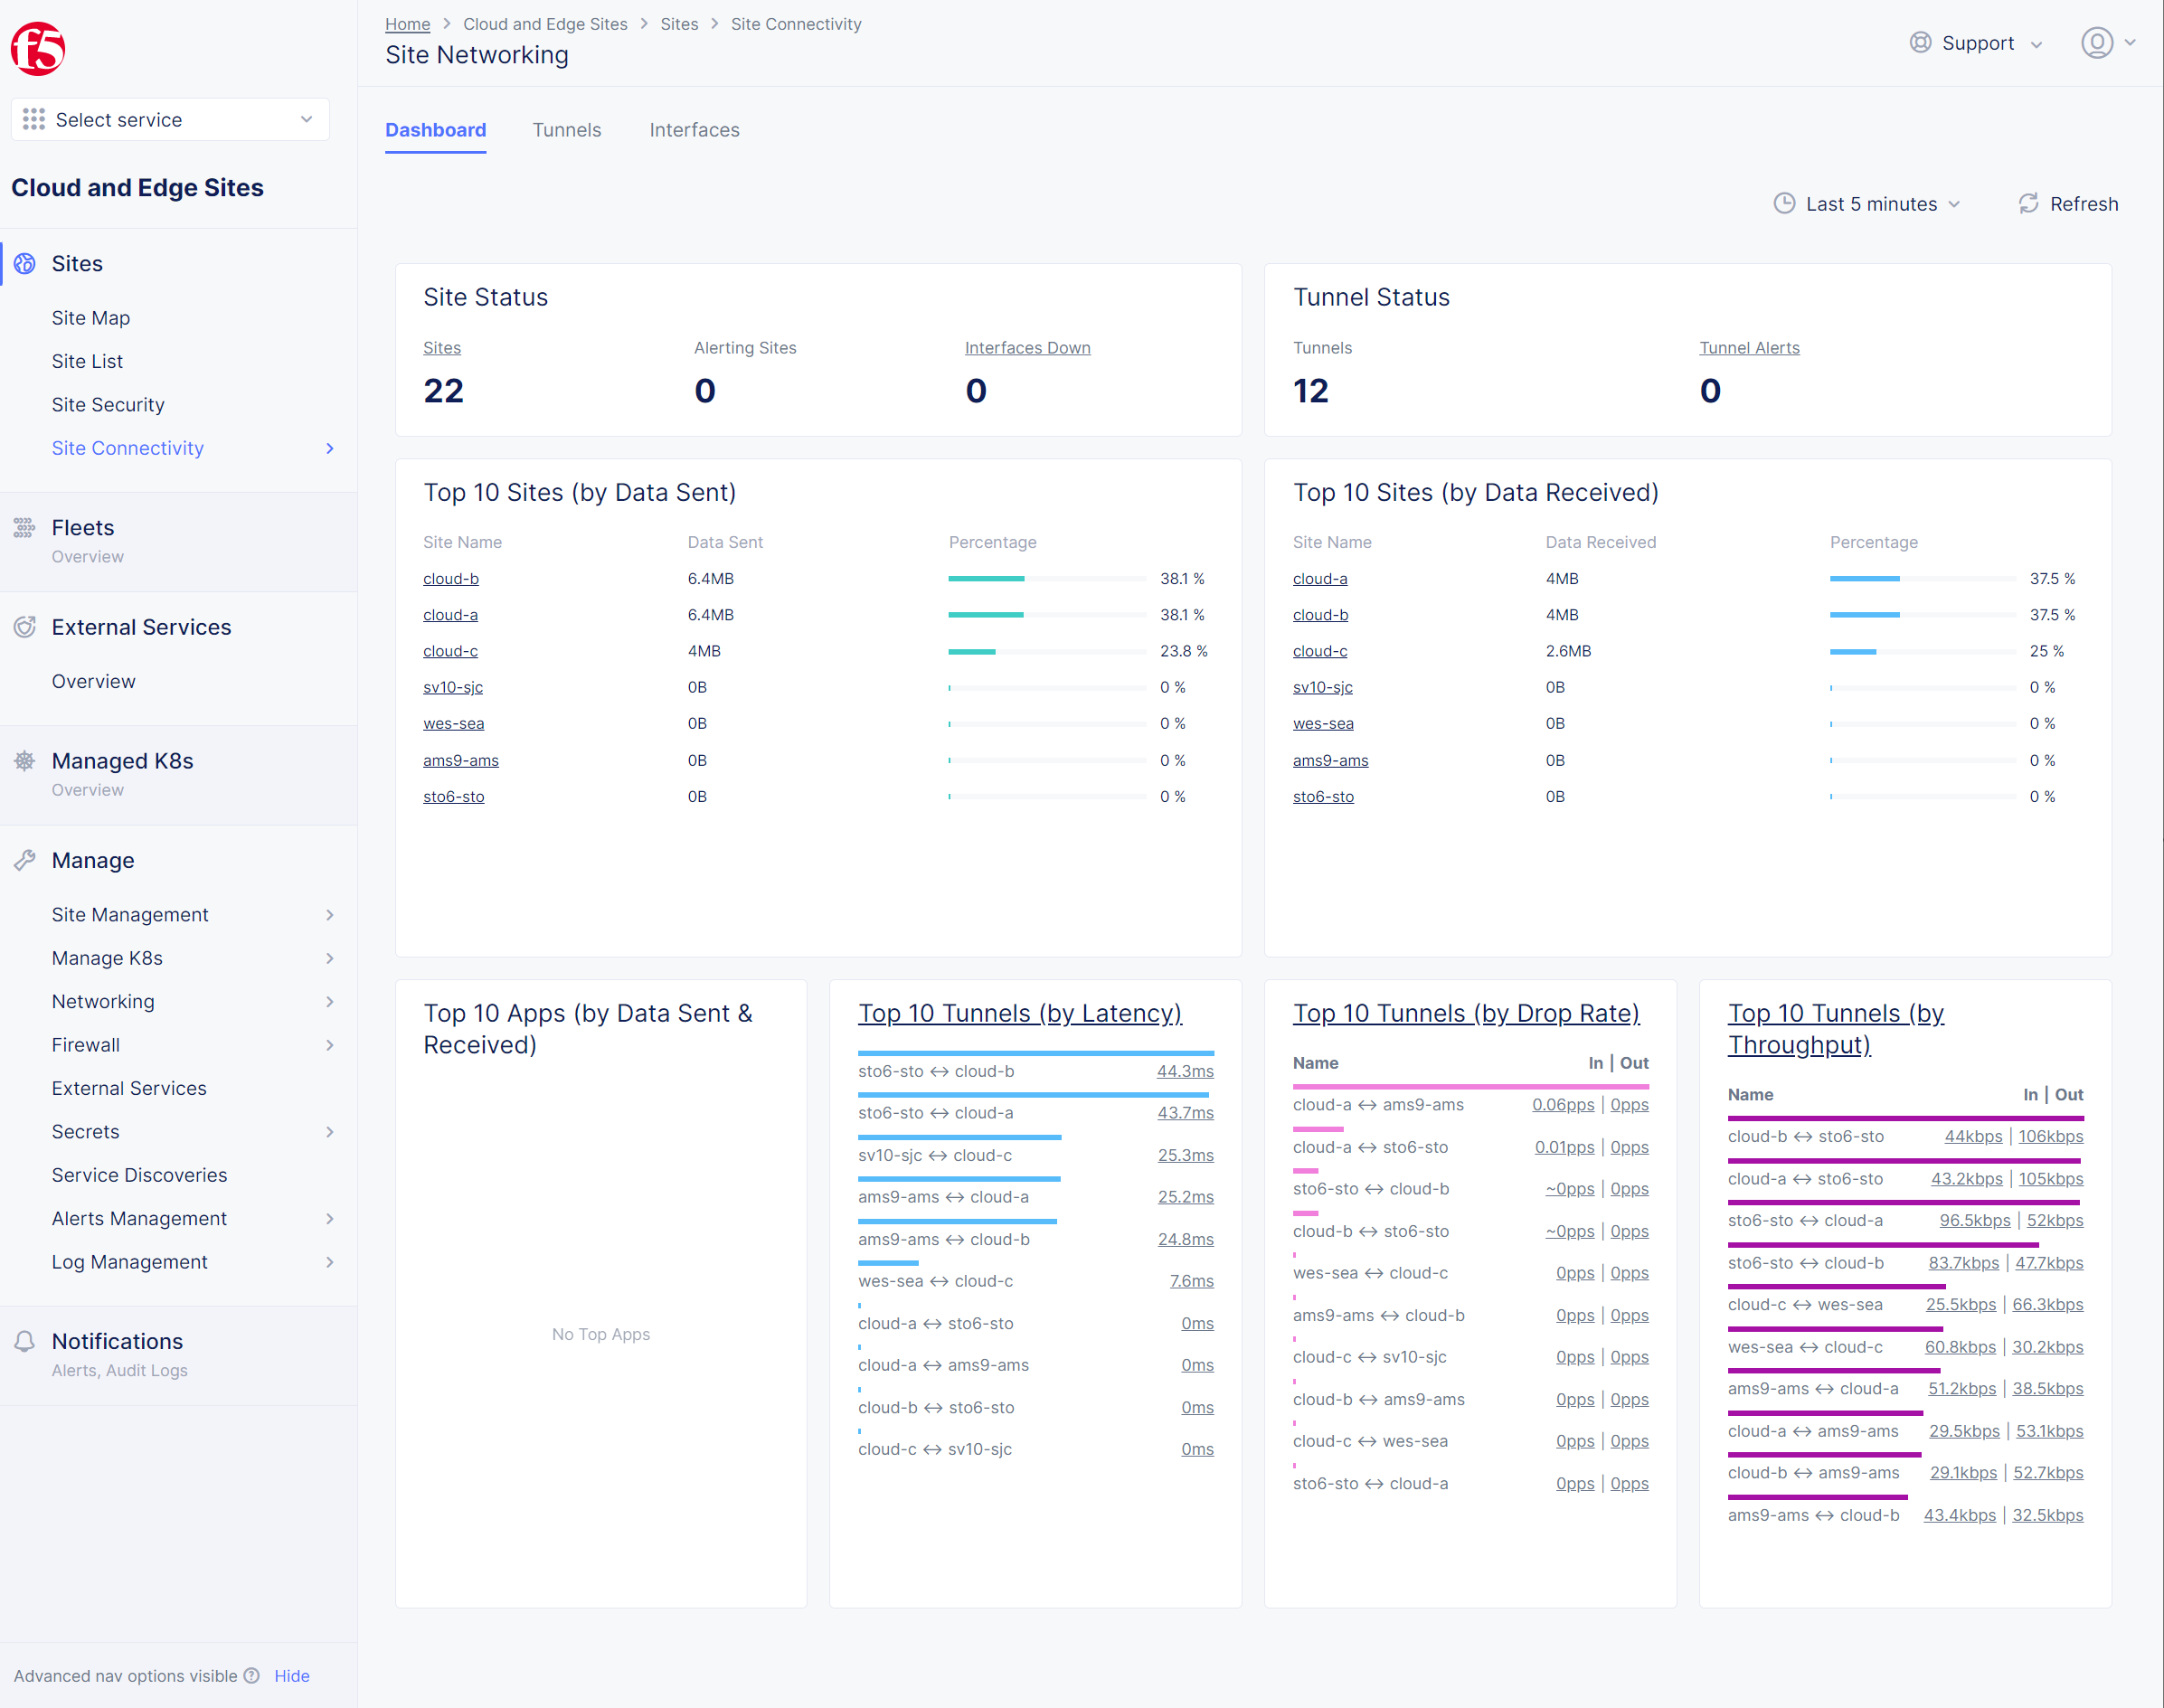 f5
Select service
Cloud and Edge Sites
Sites
Site Map
Site List
Site Security
Site Connectivity
Fleets
Overview
External Services
Overview
Managed K8s
Overview
Manage
Site Management
Manage K8s
Networking
Firewall
External Services
Secrets
Service Discoveries
Alerts Management
Log Management
Notifications
Alerts, Audit Logs
Advanced nav options visible ? Hide
Home > Cloud and Edge Sites > Sites > Site Connectivity
Site Networking
Support
Dashboard Tunnels Interfaces
Last 5 minutes Refresh
Site Status
Sites Alerting Sites Interfaces Down
22 0 0
Tunnel Status
Tunnels Tunnel Alerts
12 0
Top 10 Sites (by Data Sent)
Site Name Data Sent Percentage
cloud-b 6.4MB 38.1 %
cloud-a 6.4MB 38.1 %
cloud-c 4MB 23.8 %
sv10-sjc 0B 0 %
wes-sea 0B 0 %
ams9-ams 0B 0 %
sto6-sto 0B 0 %
Top 10 Sites (by Data Received)
Site Name Data Received Percentage
cloud-a 4MB 37.5 %
cloud-b 4MB 37.5 %
cloud-c 2.6MB 25 %
sv10-sjc 0B 0 %
wes-sea 0B 0 %
ams9-ams 0B 0 %
sto6-sto 0B 0 %
Top 10 Apps (by Data Sent &
Received)
No Top Apps
Top 10 Tunnels (by Latency)
sto6-sto ↔ cloud-b 44.3ms
sto6-sto ↔ cloud-a 43.7ms
sv10-sjc ↔ cloud-c 25.3ms
ams9-ams ↔ cloud-a 25.2ms
ams9-ams ↔ cloud-b 24.8ms
wes-sea ↔ cloud-c 7.6ms
cloud-a ↔ sto6-sto 0ms
cloud-a ↔ ams9-ams 0ms
cloud-b ↔ sto6-sto 0ms
cloud-c ↔ sv10-sjc 0ms
Top 10 Tunnels (by Drop Rate)
Name In | Out
cloud-a ↔ ams9-ams 0.06pps | 0pps
cloud-a ↔ sto6-sto 0.01pps | 0pps
sto6-sto ↔ cloud-b ~0pps | 0pps
cloud-b ↔ sto6-sto ~0pps | 0pps
wes-sea ↔ cloud-c 0pps | 0pps
ams9-ams ↔ cloud-b 0pps | 0pps
cloud-c ↔ sv10-sjc 0pps | 0pps
cloud-b ↔ ams9-ams 0pps | 0pps
cloud-c ↔ wes-sea 0pps | 0pps
sto6-sto ↔ cloud-a 0pps | 0pps
Top 10 Tunnels (by
Throughput)
Name In | Out
cloud-b ↔ sto6-sto 44kbps | 106kbps
cloud-a ↔ sto6-sto 43.2kbps | 105kbps
sto6-sto ↔ cloud-a 96.5kbps | 52kbps
sto6-sto ↔ cloud-b 83.7kbps | 47.7kbps
cloud-c ↔ wes-sea 25.5kbps | 66.3kbps
wes-sea ↔ cloud-c 60.8kbps | 30.2kbps
ams9-ams ↔ cloud-a 51.2kbps | 38.5kbps
cloud-a ↔ ams9-ams 29.5kbps | 53.1kbps
cloud-b ↔ ams9-ams 29.1kbps | 52.7kbps
ams9-ams ↔ cloud-b 43.4kbps | 32.5kbps